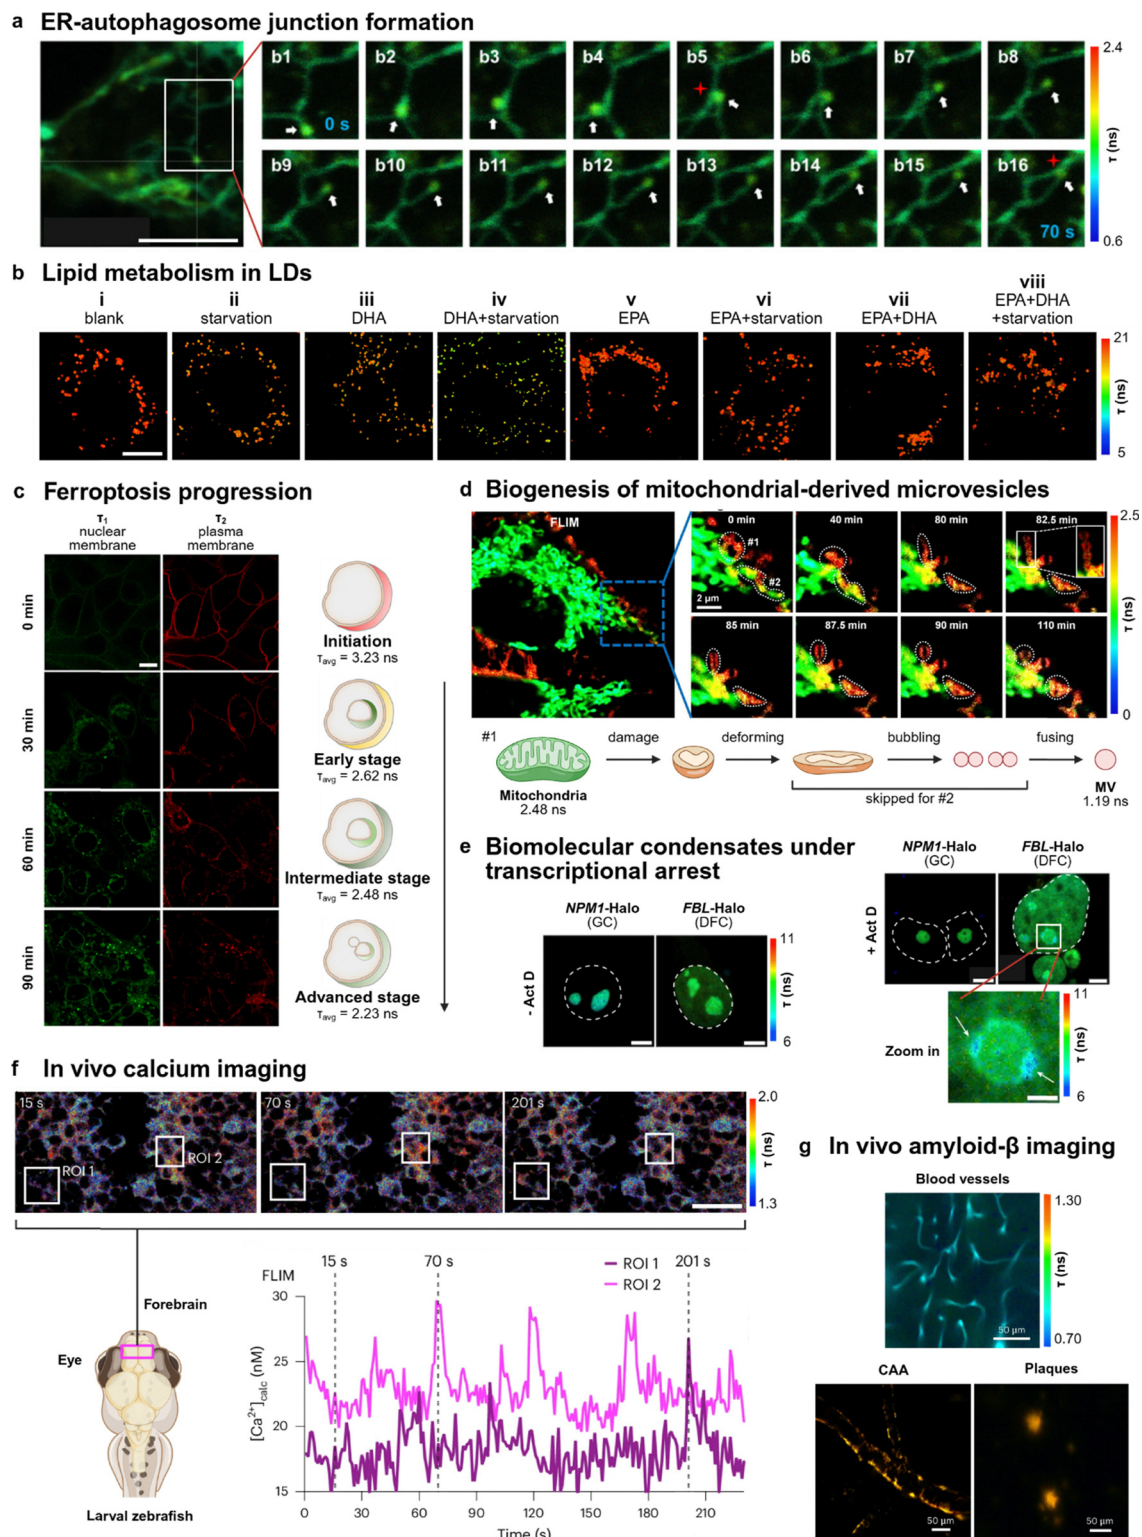 a ER-autophagosome junction formation
b1 b2 b3 b4 b5 b6 b7 b8
0 s
b9 b10 b11 b12 b13 b14 b15 b16
70 s
2.4
τ (ns)
0.6
b Lipid metabolism in LDs
i ii iii iv v vi vii viii
blank starvation DHA DHA+starvation EPA EPA+starvation EPA+DHA EPA+DHA
+starvation
21
τ (ns)
5
c Ferroptosis progression
τ₁ τ₂
nuclear plasma
membrane membrane
0 min
30 min
60 min
90 min
Initiation
τavg = 3.23 ns
Early stage
τavg = 2.62 ns
Intermediate stage
τavg = 2.48 ns
Advanced stage
τavg = 2.23 ns
d Biogenesis of mitochondrial-derived microvesicles
FLIM
0 min 40 min 80 min 82.5 min
#1
#2
2 µm
85 min 87.5 min 90 min 110 min
2.5
τ (ns)
0
#1 damage deforming bubbling fusing
Mitochondria
2.48 ns
skipped for #2
MV
1.19 ns
e Biomolecular condensates under
transcriptional arrest
NPM1-Halo FBL-Halo
(GC) (DFC)
- Act D
11
τ (ns)
6
NPM1-Halo FBL-Halo
(GC) (DFC)
+ Act D
Zoom in
11
τ (ns)
6
f In vivo calcium imaging
15 s 70 s 201 s
ROI 1
ROI 2
2.0
τ (ns)
1.3
Forebrain
Eye
Larval zebrafish
FLIM
15 s 70 s 201 s
ROI 1
ROI 2
[Ca²⁺]calc (nM)
30
25
20
15
0 30 60 90 120 150 180 210
Time (s)
g In vivo amyloid-β imaging
Blood vessels
50 µm
1.30
τ (ns)
0.70
CAA Plaques
50 µm 50 µm